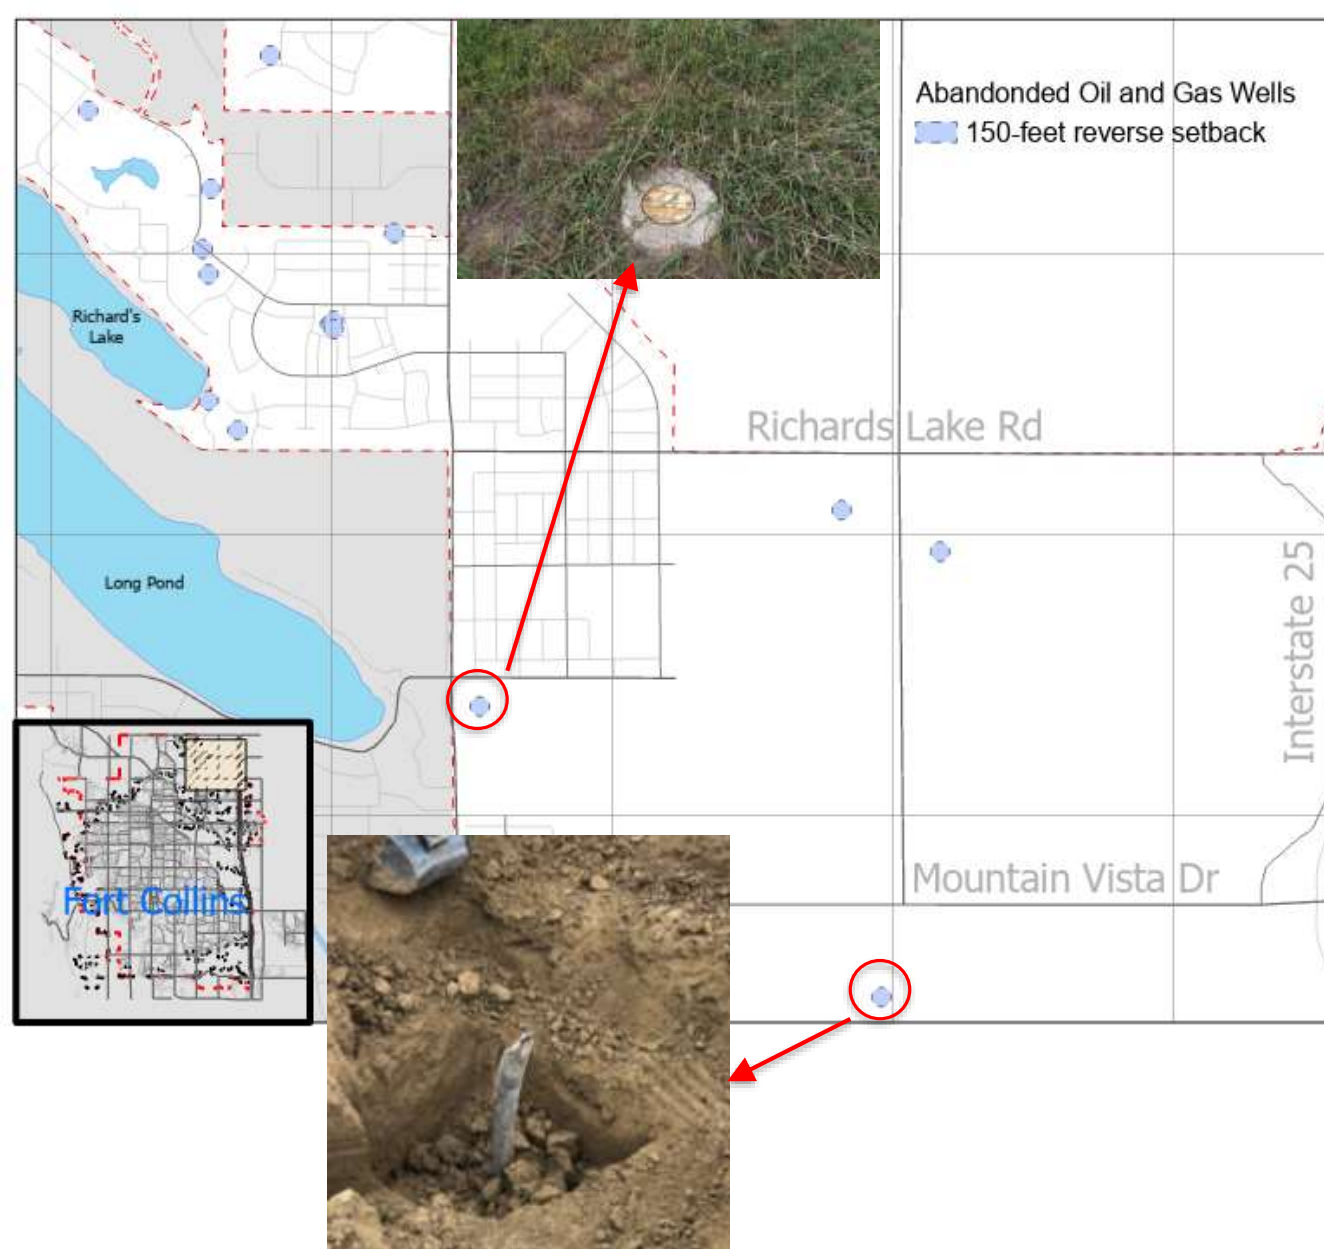 Abandonded Oil and Gas Wells
150-feet reverse setback
Richard's
Lake
Richards Lake Rd
Long Pond
Interstate 25
Mountain Vista Dr
Fort Collins